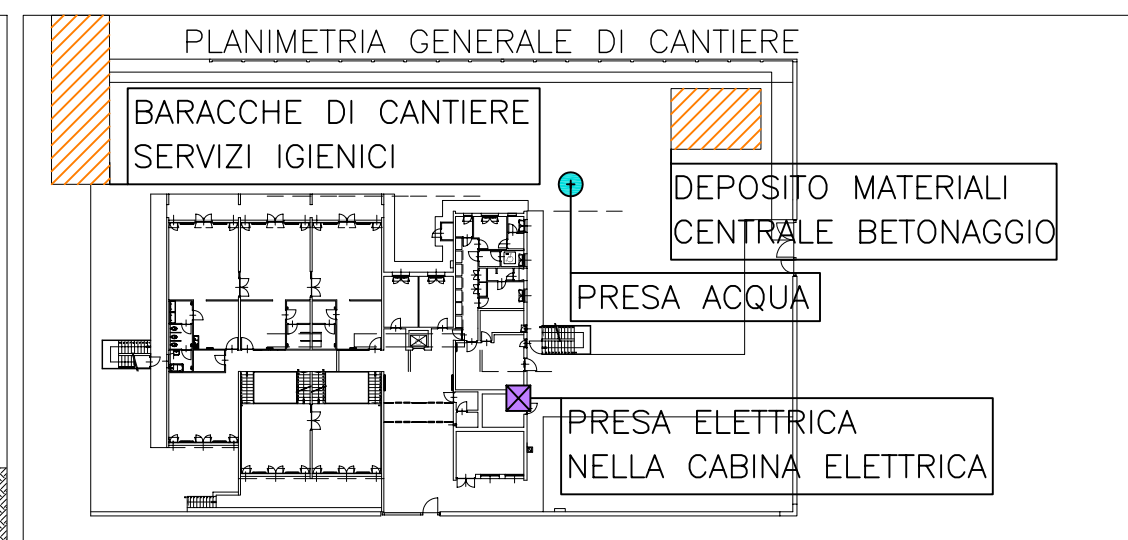 PLANIMETRIA GENERALE DI CANTIERE
BARACCHE DI CANTIERE
SERVIZI IGIENICI
DEPOSITO MATERIALI
CENTRALE BETONAGGIO
PRESA ACQUA
PRESA ELETTRICA
NELLA CABINA ELETTRICA